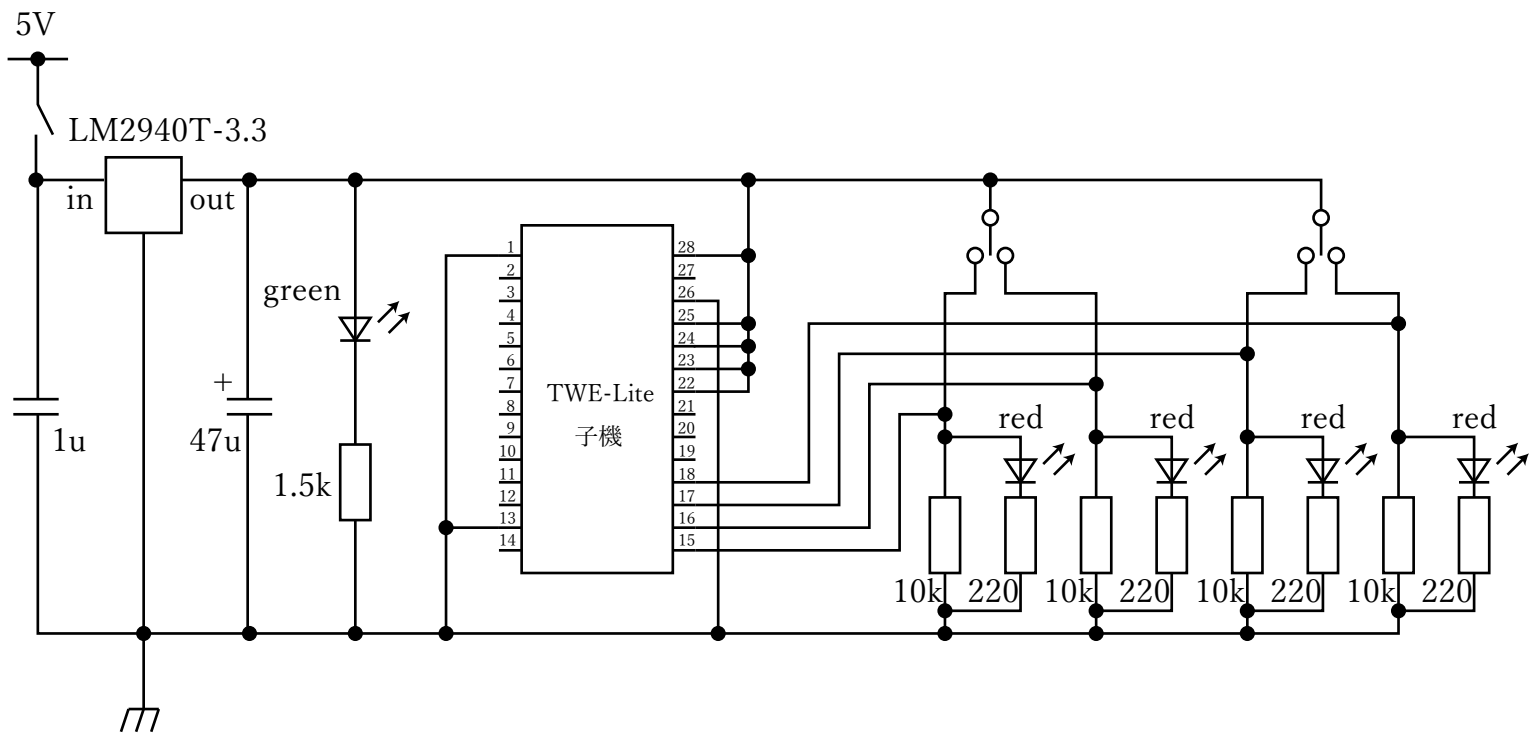 5V
LM2940T-3.3
in
out
green
+
1u
47u
1.5k
1
2
3
4
5
6
7
8
9
10
11
12
13
14
TWE-Lite
子機
28
27
26
25
24
23
22
21
20
19
18
17
16
15
red
red
red
red
10k
220
10k
220
10k
220
10k
220